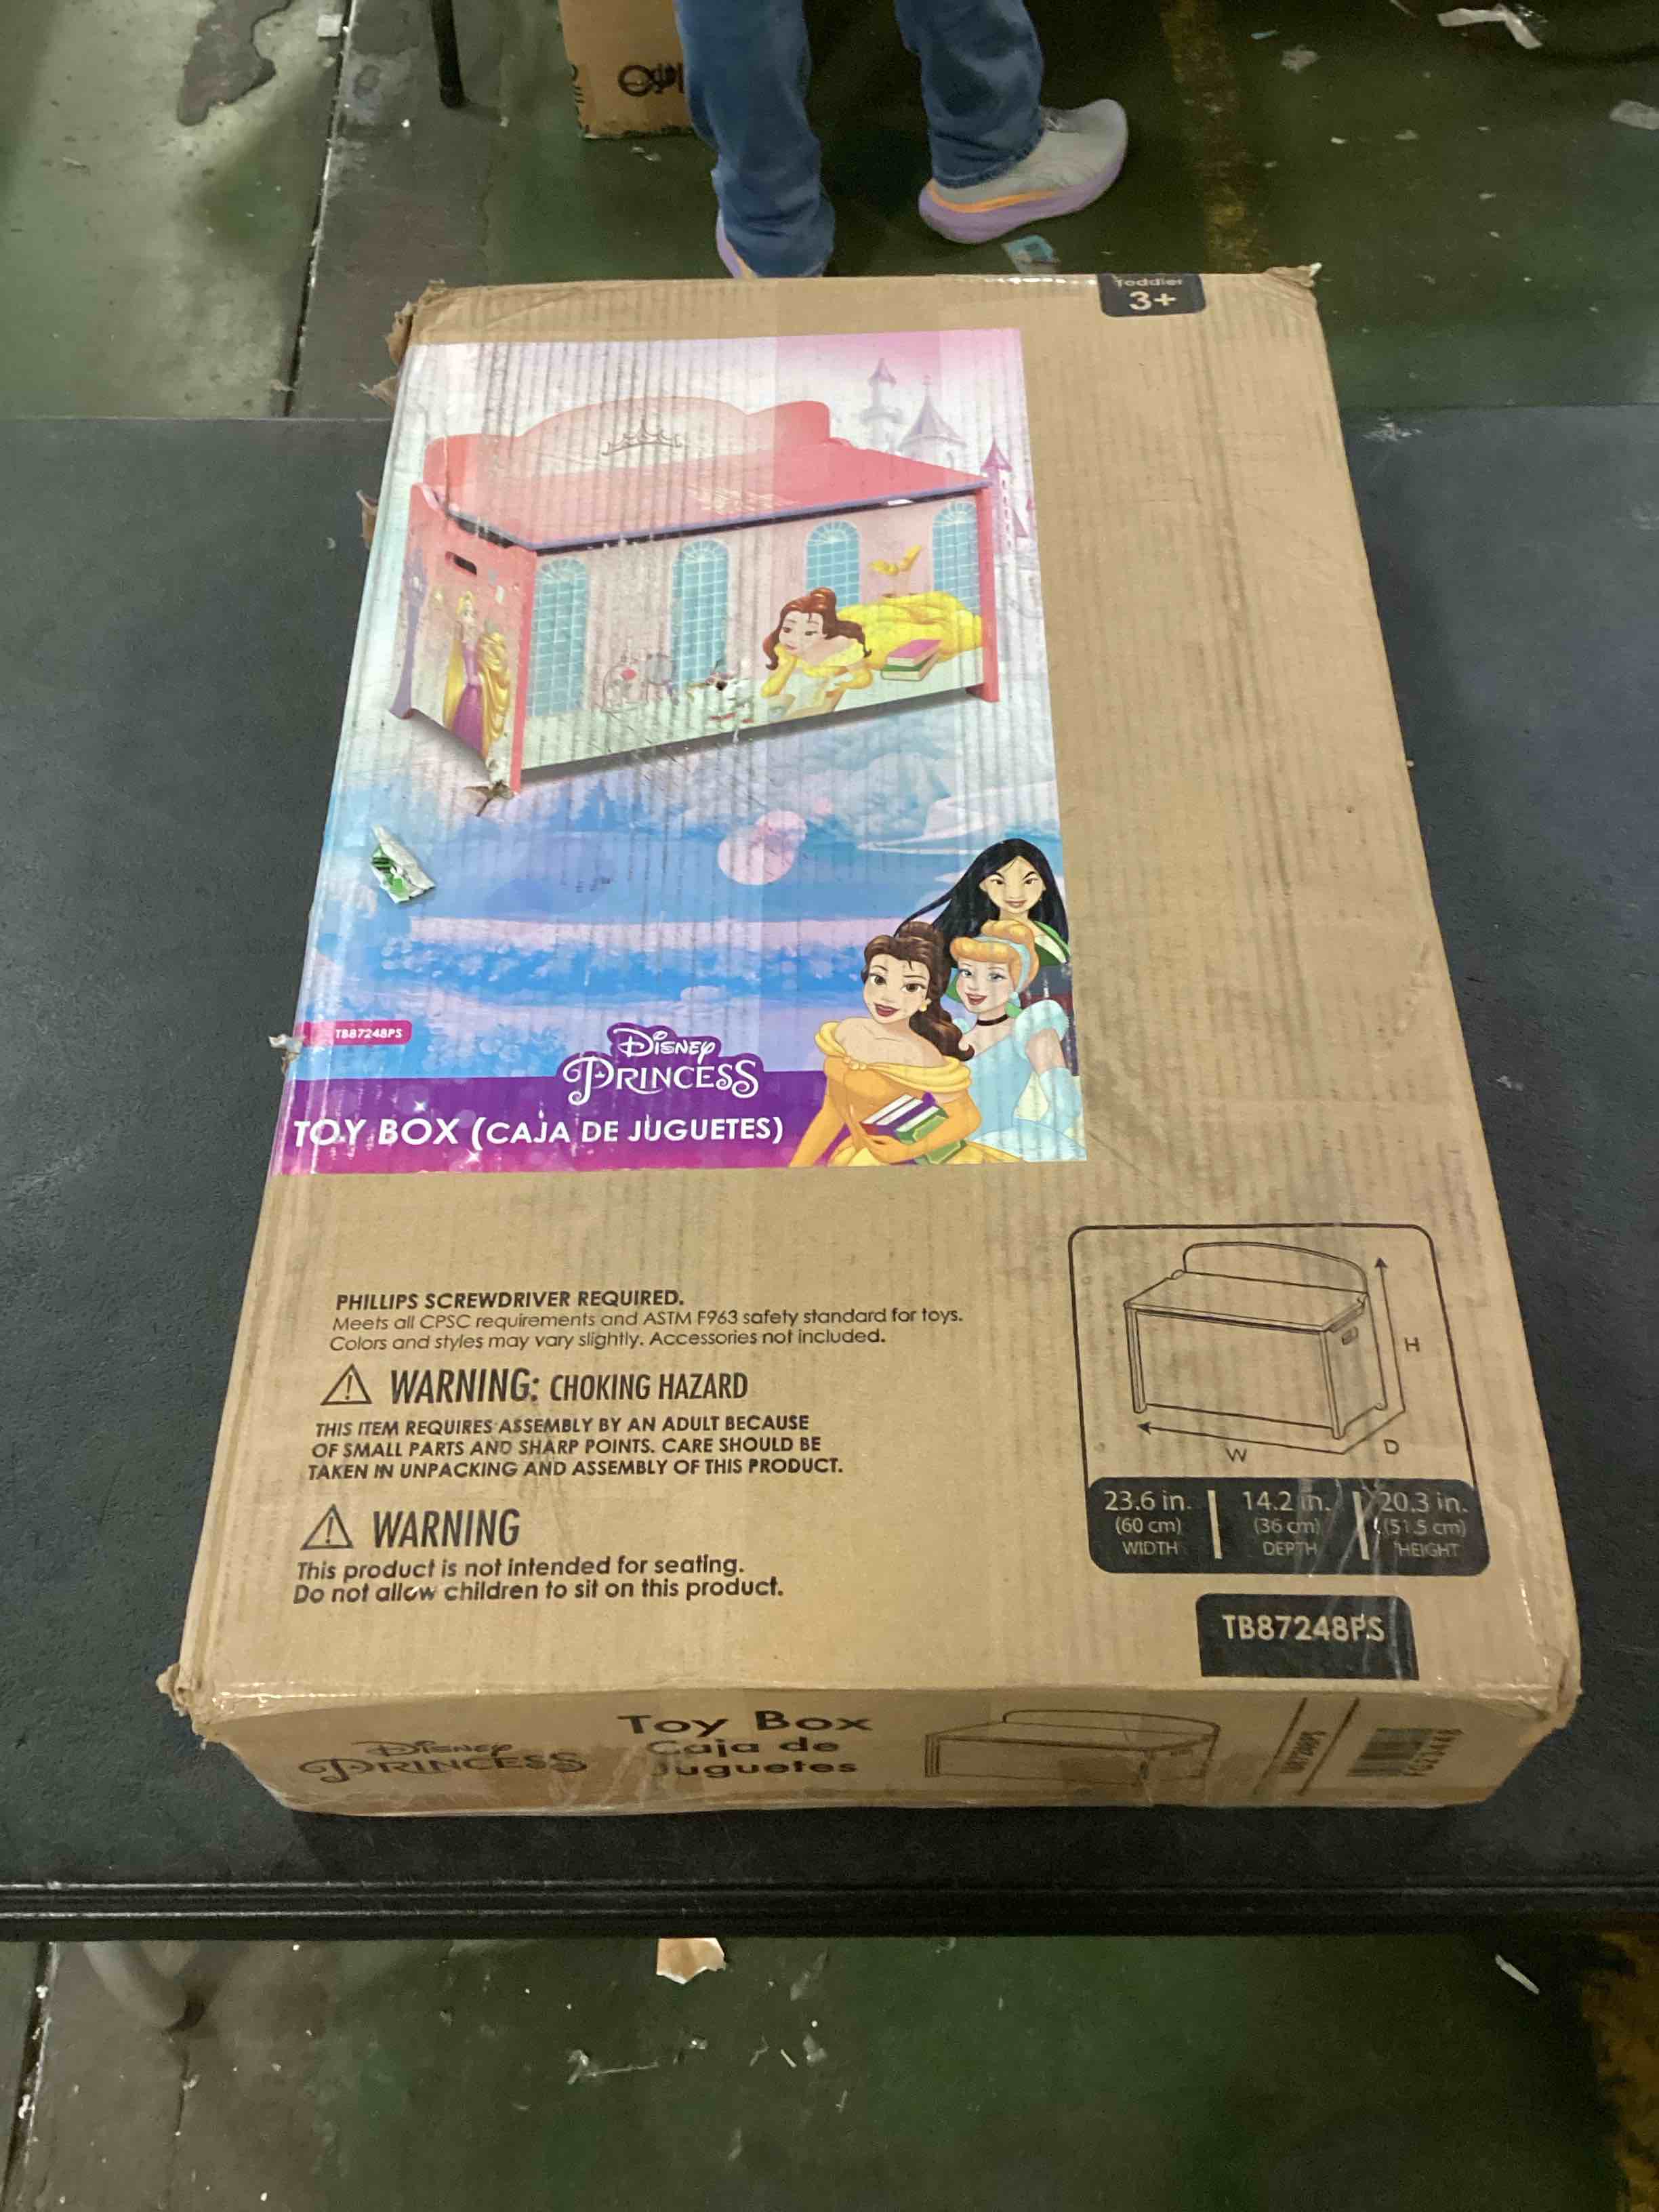 Toddler
3+
TB87248PS
Disney
PRINCESS
TOY BOX (CAJA DE JUGUETES)
PHILLIPS SCREWDRIVER REQUIRED.
Meets all CPSC requirements and ASTM F963 safety standard for toys.
Colors and styles may vary slightly. Accessories not included.
WARNING: CHOKING HAZARD
THIS ITEM REQUIRES ASSEMBLY BY AN ADULT BECAUSE
OF SMALL PARTS AND SHARP POINTS. CARE SHOULD BE
TAKEN IN UNPACKING AND ASSEMBLY OF THIS PRODUCT.
WARNING
This product is not intended for seating.
Do not allow children to sit on this product.
H
W
D
23.6 in. 14.2 in. 20.3 in.
(60 cm) (36 cm) (51.5 cm)
WIDTH DEPTH HEIGHT
TB87248PS
Disney
PRINCESS
Toy Box
Caja de
Juguetes